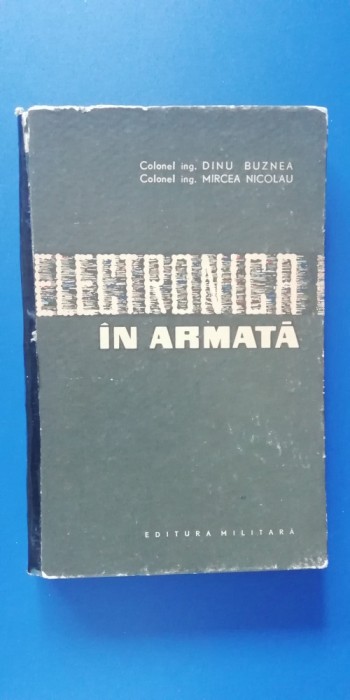 Colonel ing. DINU BUZNEA
Colonel ing. MIRCEA NICOLAU
ELECTRONICA
ÎN ARMATĂ
EDITURA MILITARĂ